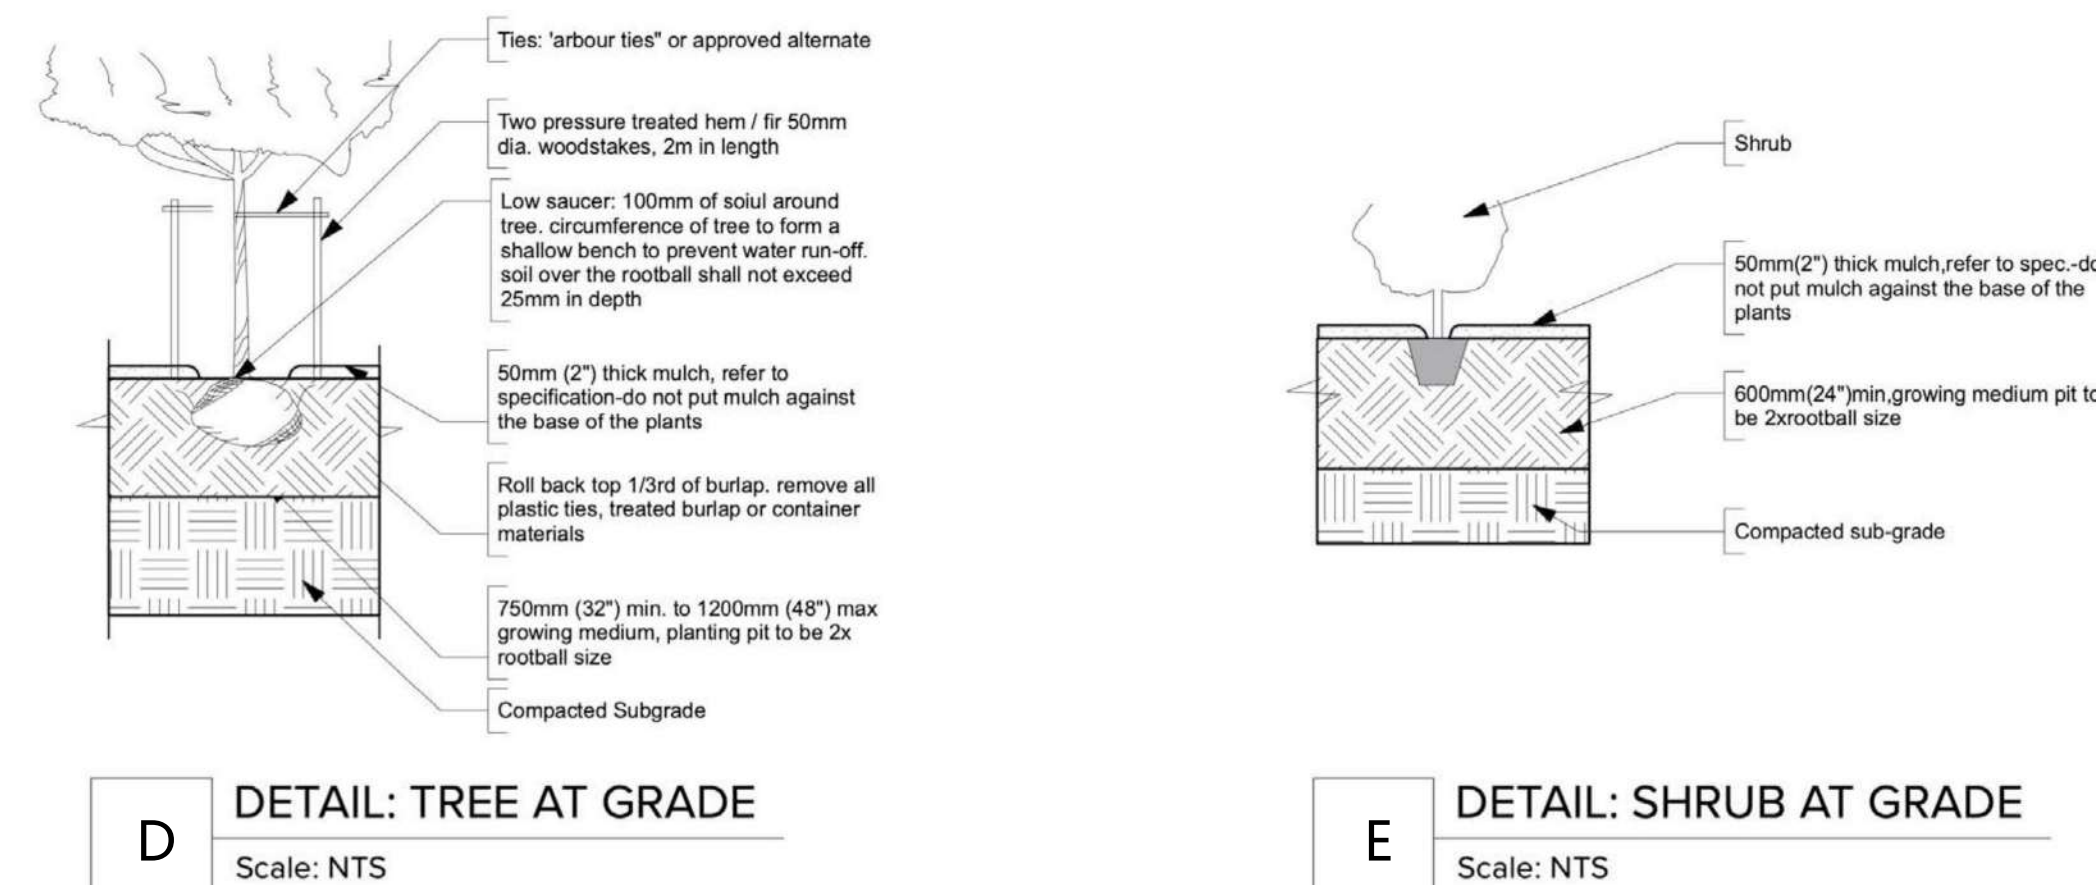 Ties: 'arbour ties" or approved alternate
Two pressure treated hem / fir 50mm
dia. woodstakes, 2m in length
Low saucer: 100mm of soiul around
tree. circumference of tree to form a
shallow bench to prevent water run-off.
soil over the rootball shall not exceed
25mm in depth
50mm (2") thick mulch, refer to
specification-do not put mulch against
the base of the plants
Roll back top 1/3rd of burlap. remove all
plastic ties, treated burlap or container
materials
750mm (32") min. to 1200mm (48") max
growing medium, planting pit to be 2x
rootball size
Compacted Subgrade
D
DETAIL: TREE AT GRADE
Scale: NTS
Shrub
50mm(2") thick mulch,refer to spec.-do
not put mulch against the base of the
plants
600mm(24")min,growing medium pit to
be 2xrootball size
Compacted sub-grade
E
DETAIL: SHRUB AT GRADE
Scale: NTS